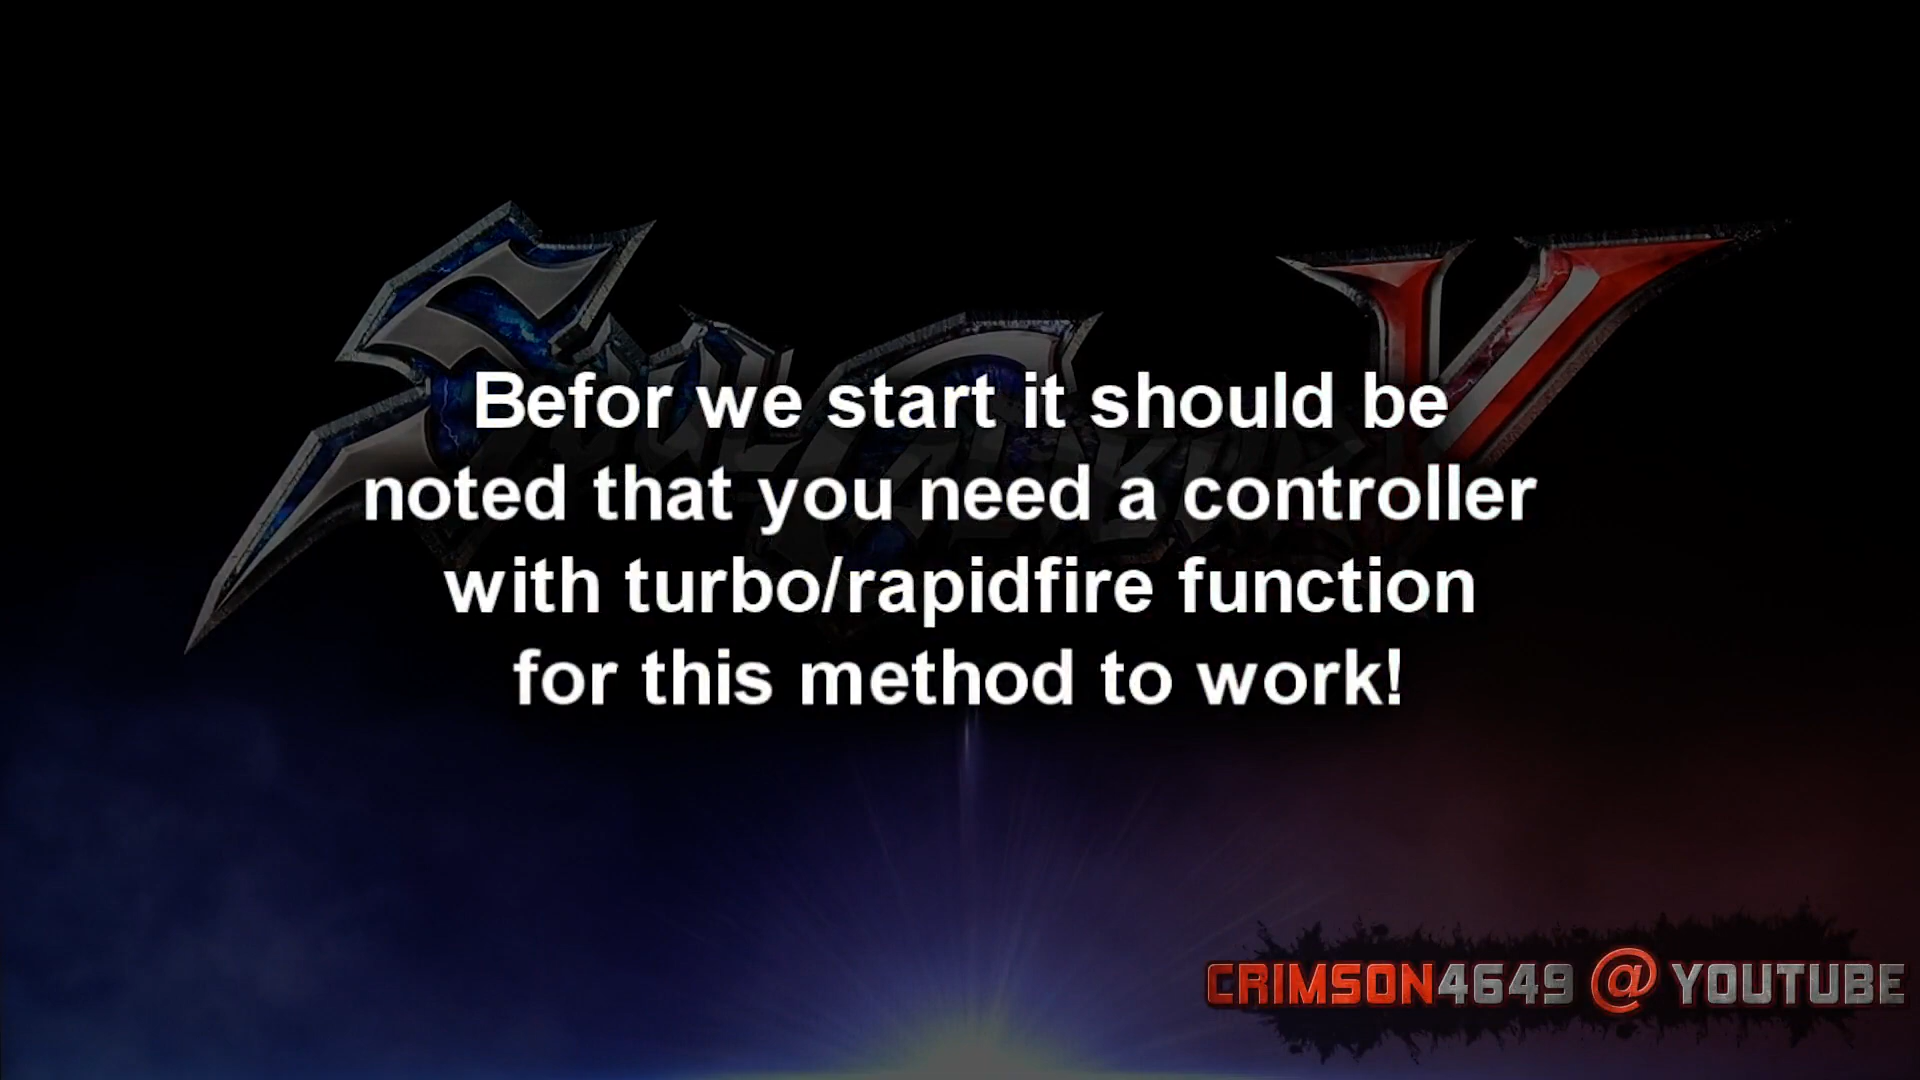 SoulCalibur V
Befor we start it should be
noted that you need a controller
with turbo/rapidfire function
for this method to work!
CRIMSON4649 @ YOUTUBE